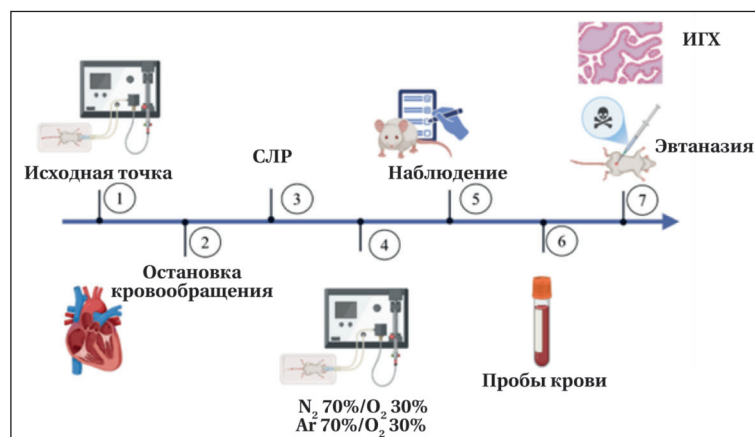 ИГХ
Эвтаназия
СЛР
Исходная точка
Наблюдение
1
3
5
7
2
4
6
Остановка
кровообращения
Пробы крови
N₂ 70%/O₂ 30%
Ar 70%/O₂ 30%